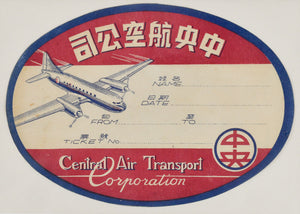 中央航空公司
姓名
NAME
日期
DATE
自 至
FROM TO
票號
TICKET No.
Central Air Transport
Corporation